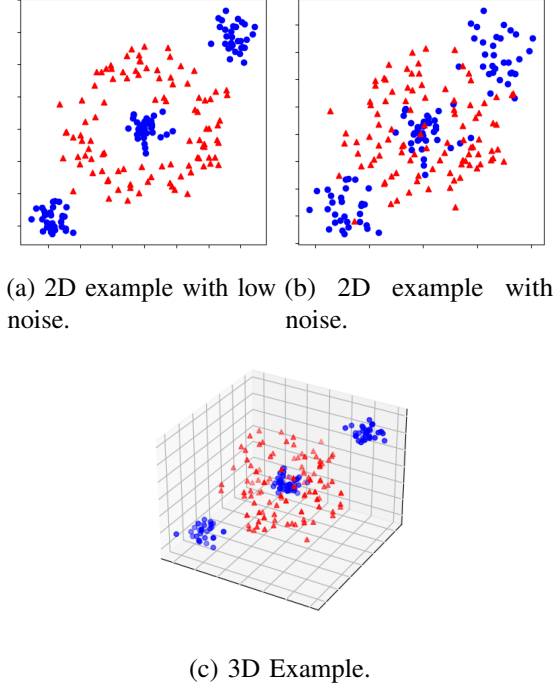 (a) 2D example with low
noise.
(b) 2D example with
noise.
(c) 3D Example.